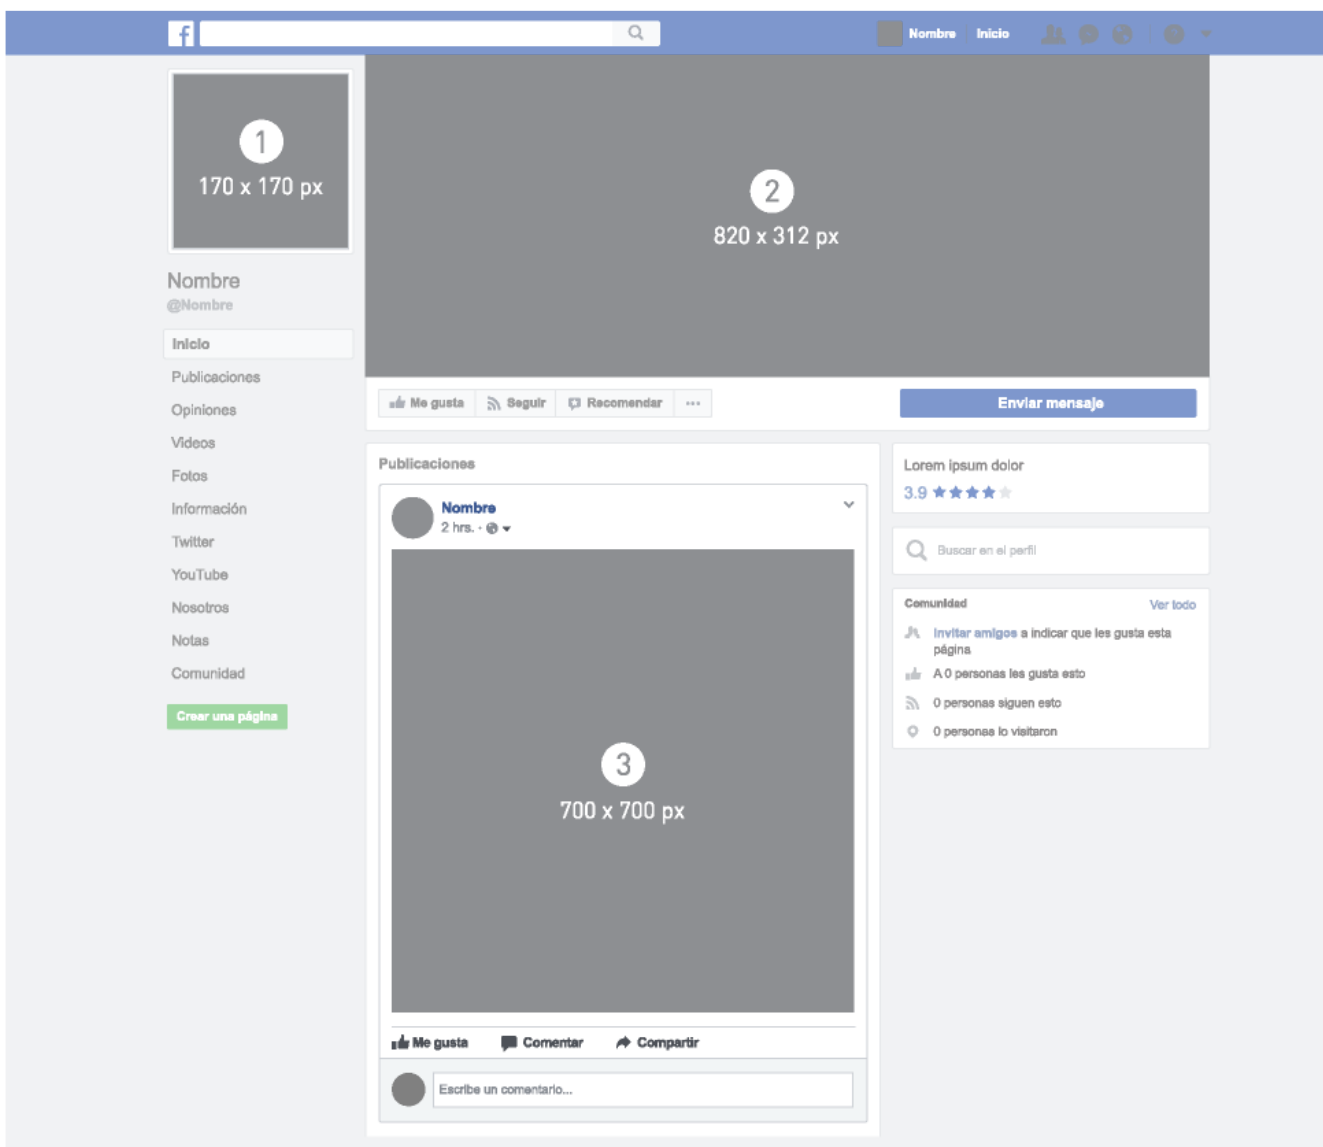 f
Nombre Inicio
1
170 x 170 px
2
820 x 312 px
Nombre
@Nombre
Inicio
Publicaciones
Opiniones
Videos
Fotos
Información
Twitter
YouTube
Nosotros
Notas
Comunidad
Crear una página
Me gusta Seguir Recomendar ...
Enviar mensaje
Publicaciones
Nombre
2 hrs. ·
3
700 x 700 px
Me gusta Comentar Compartir
Escribe un comentario...
Lorem ipsum dolor
3.9
Buscar en el perfil
Comunidad Ver todo
Invitar amigos a indicar que les gusta esta
página
A 0 personas les gusta esto
0 personas siguen esto
0 personas lo visitaron